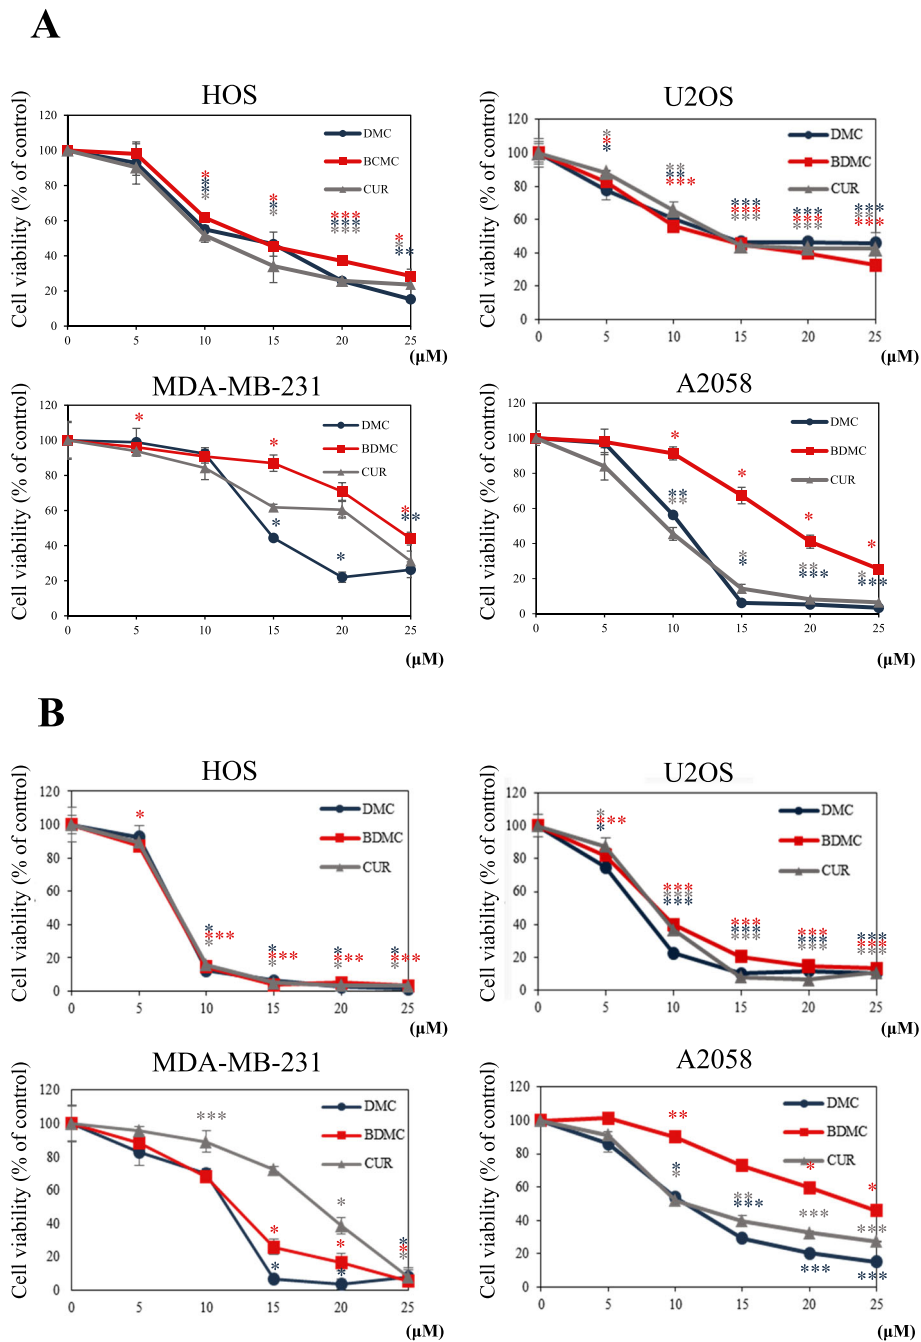 A
HOS
Cell viability (% of control)
120
100
80
60
40
20
0
DMC
BCMC
CUR
*
*
*
*
*
*
*
***
***
***
*
*
**
0 5 10 15 20 25
(μM)
U2OS
Cell viability (% of control)
120
100
80
60
40
20
0
DMC
BDMC
CUR
*
*
*
**
**
***
***
***
***
***
***
***
***
***
0 5 10 15 20 25
(μM)
MDA-MB-231
Cell viability (% of control)
120
100
80
60
40
20
0
DMC
BDMC
CUR
*
*
*
*
*
**
0 5 10 15 20 25
(μM)
A2058
Cell viability (% of control)
120
100
80
60
40
20
0
DMC
BDMC
CUR
*
**
**
*
*
*
*
**
***
*
*
***
0 5 10 15 20 25
(μM)
B
HOS
Cell viability (% of control)
120
100
80
60
40
20
0
DMC
BDMC
CUR
*
*
***
*
*
***
*
*
***
*
*
***
*
0 5 10 15 20 25
(μM)
U2OS
Cell viability (% of control)
120
100
80
60
40
20
0
DMC
BDMC
CUR
*
***
*
***
***
***
***
***
***
***
***
***
***
***
***
0 5 10 15 20 25
(μM)
MDA-MB-231
Cell viability (% of control)
120
100
80
60
40
20
0
DMC
BDMC
CUR
***
*
*
*
*
*
*
*
*
0 5 10 15 20 25
(μM)
A2058
Cell viability (% of control)
120
100
80
60
40
20
0
DMC
BDMC
CUR
**
*
*
**
***
*
***
***
*
***
***
0 5 10 15 20 25
(μM)